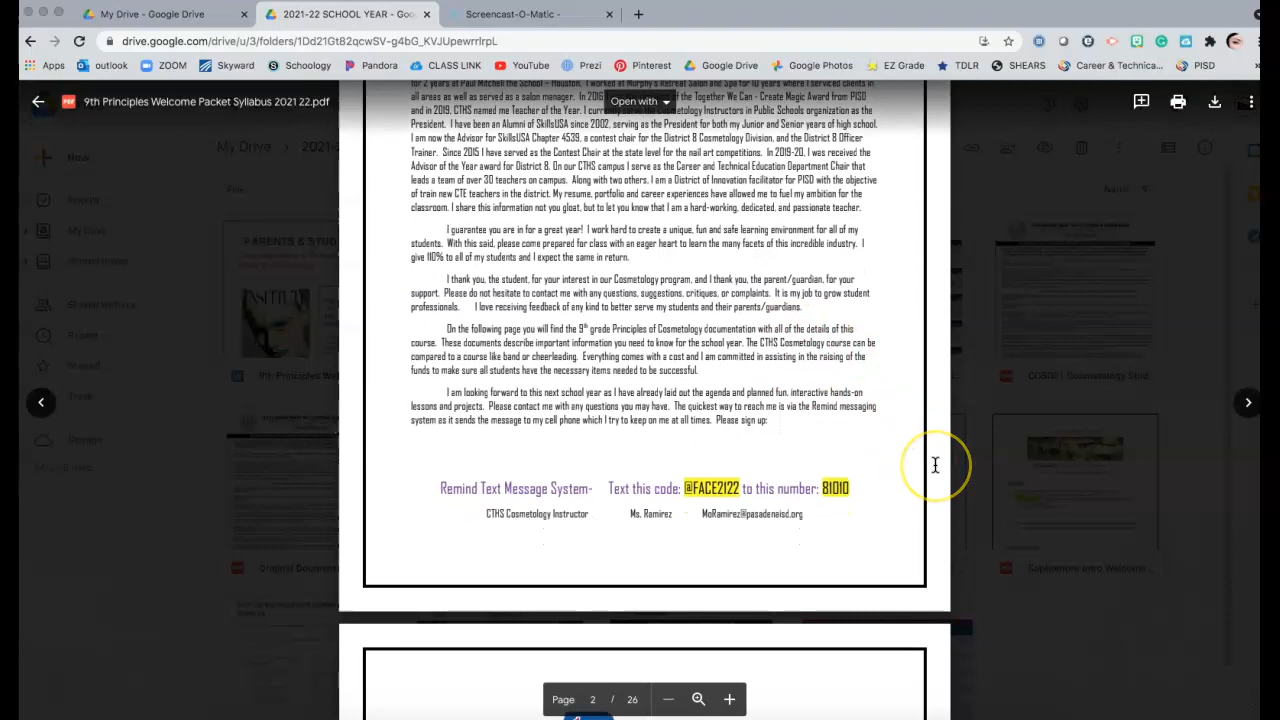 My Drive - Google Drive
2021-22 SCHOOL YEAR - Goo
Screencast-O-Matic -
drive.google.com/drive/u/3/folders/1Dd21Gt82qcwSV-g4bG_KVJUpewrrlrpL
Apps outlook ZOOM Skyward Schoology Pandora CLASS LINK YouTube Prezi Pinterest Google Drive Google Photos EZ Grade TDLR SHEARS Career & Technica... PISD
9th Principles Welcome Packet Syllabus 2021 22.pdf
Open with
for 2 years at Paul Mitchell the School - Houston. I worked at Murphy's Retreat Salon and Spa for 10 years where I serviced clients in
all areas as well as served as a salon manager. In 2016 of the Together We Can - Create Magic Award from PISD
and in 2019, CTHS named me Teacher of the Year. I currently Cosmetology Instructors in Public Schools organization as the
President. I have been an Alumni of SkillsUSA since 2002, serving as the President for both my Junior and Senior years of high school.
I am now the Advisor for SkillsUSA Chapter 4539, a contest chair for the District 8 Cosmetology Division, and the District 8 Officer
Trainer. Since 2015 I have served as the Contest Chair at the state level for the nail art competitions. In 2019-20, I was received the
Advisor of the Year award for District 8. On our CTHS campus I serve as the Career and Technical Education Department Chair that
leads a team of over 30 teachers on campus. Along with two others, I am a District of Innovation facilitator for PISD with the objective
of train new CTE teachers in the district. My resume, portfolio and career experiences have allowed me to fuel my ambition for the
classroom. I share this information not you gloat, but to let you know that I am a hard-working, dedicated, and passionate teacher.
I guarantee you are in for a great year! I work hard to create a unique, fun and safe learning environment for all of my
students. With this said, please come prepared for class with an eager heart to learn the many facets of this incredible industry. I
give 110% to all of my students and I expect the same in return.
I thank you, the student, for your interest in our Cosmetology program, and I thank you, the parent/guardian, for your
support. Please do not hesitate to contact me with any questions, suggestions, critiques, or complaints. It is my job to grow student
professionals. I love receiving feedback of any kind to better serve my students and their parents/guardians.
On the following page you will find the 9th grade Principles of Cosmetology documentation with all of the details of this
course. These documents describe important information you need to know for the school year. The CTHS Cosmetology course can be
compared to a course like band or cheerleading. Everything comes with a cost and I am committed in assisting in the raising of the
funds to make sure all students have the necessary items needed to be successful.
I am looking forward to this next school year as I have already laid out the agenda and planned fun, interactive hands-on
lessons and projects. Please contact me with any questions you may have. The quickest way to reach me is via the Remind messaging
system as it sends the message to my cell phone which I try to keep on me at all times. Please sign up:
Remind Text Message System- Text this code: @FACE2122 to this number: 81010
CTHS Cosmetology Instructor Ms. Ramirez MoRamirez@pasadenaisd.org
Page 2 / 26
New
My Drive
My Drive > 2021-
PARENTS & STUD
9th Principles We
Original Documen
Sophomore Intro Welcome...